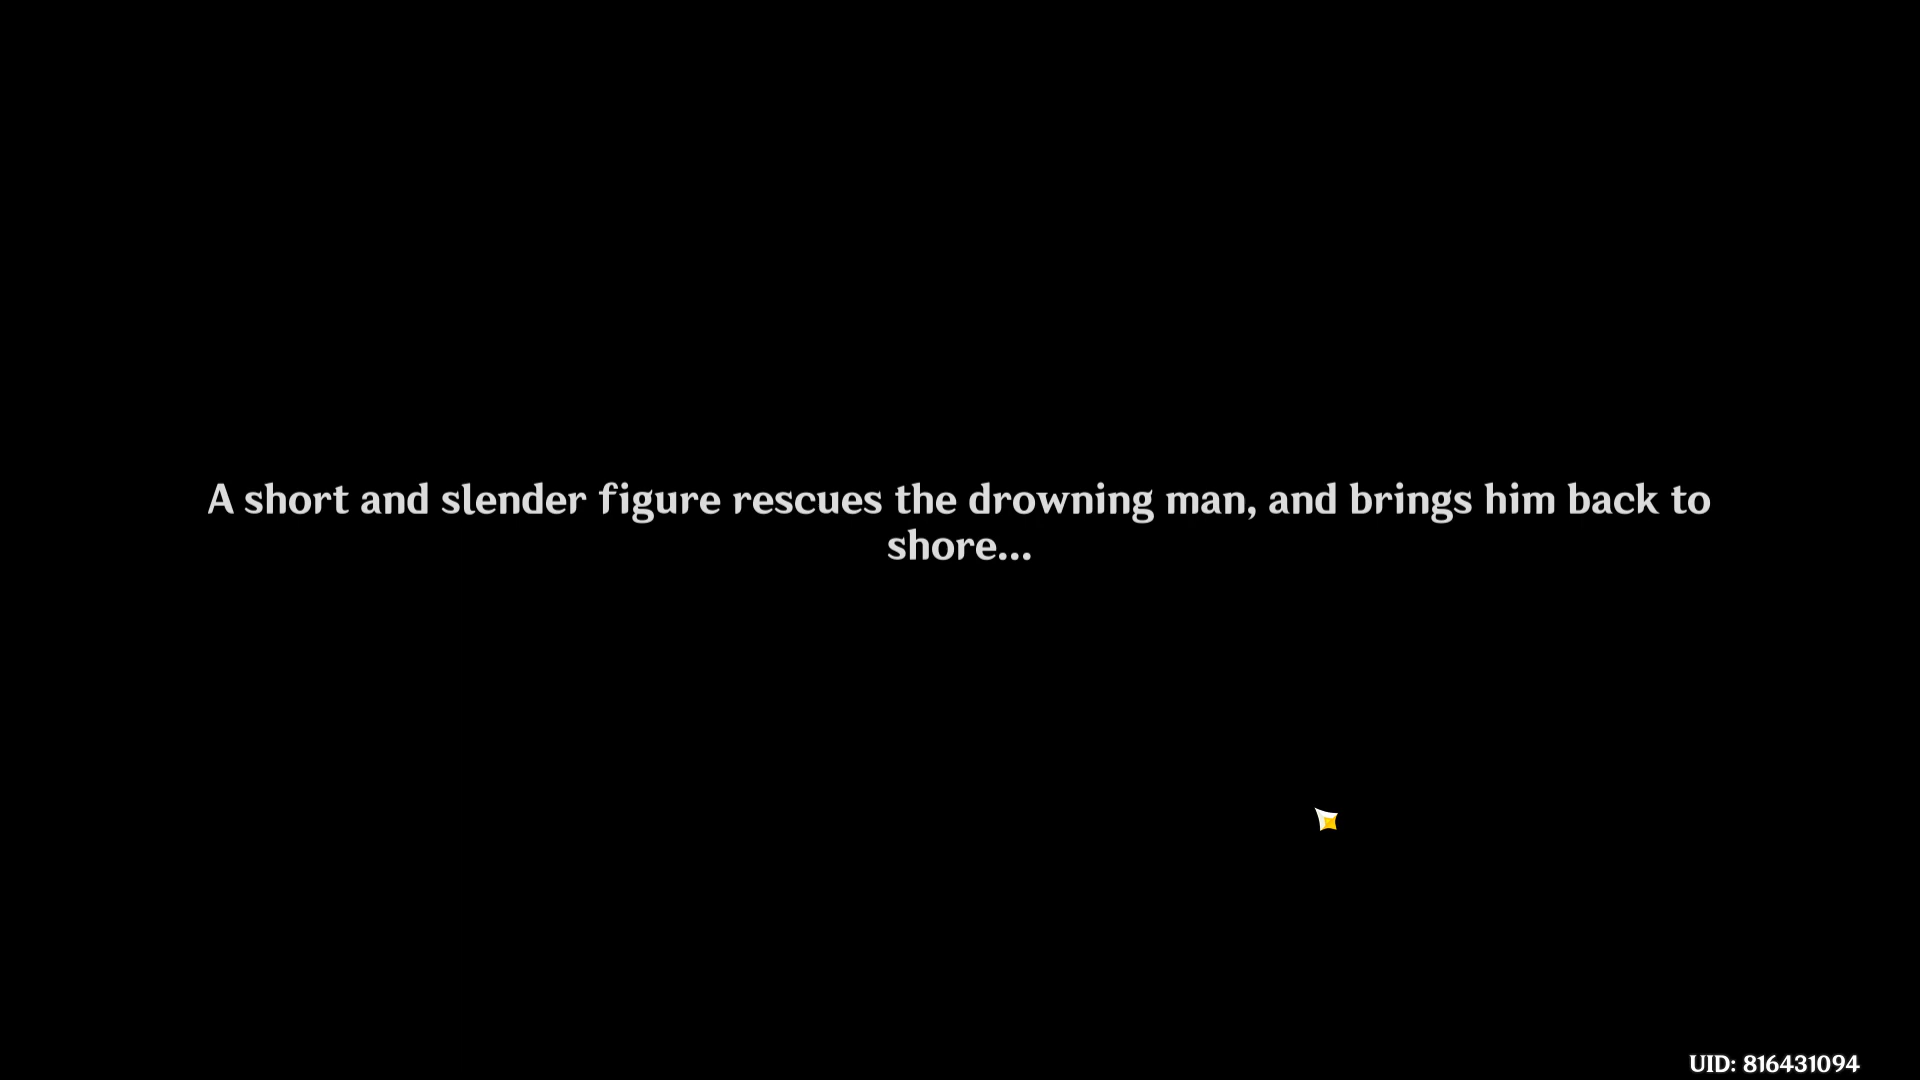 A short and slender figure rescues the drowning man, and brings him back to
shore...
UID: 816431094